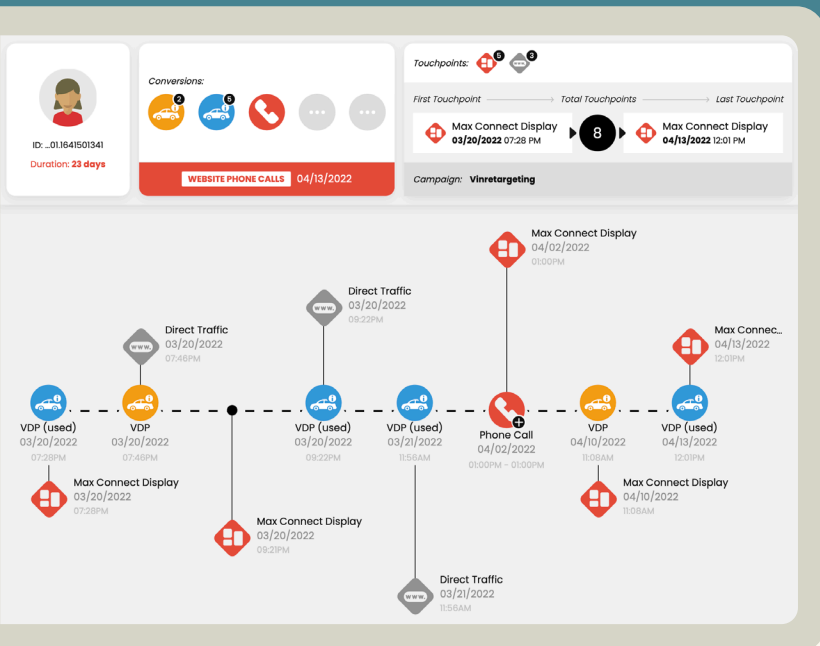 ID: ...01.1641501341
Duration: 23 days
Conversions:
2
5
WEBSITE PHONE CALLS 04/13/2022
Touchpoints:
5
www.
3
First Touchpoint
Total Touchpoints
Last Touchpoint
Max Connect Display
03/20/2022 07:28 PM
8
Max Connect Display
04/13/2022 12:01 PM
Campaign: Vinretargeting
Max Connect Display
04/02/2022
01:00PM
Direct Traffic
03/20/2022
09:22PM
www.
Direct Traffic
03/20/2022
07:46PM
www.
Max Connec...
04/13/2022
12:01PM
VDP (used)
03/20/2022
07:28PM
VDP
03/20/2022
07:46PM
VDP (used)
03/20/2022
09:22PM
VDP (used)
03/21/2022
11:56AM
Phone Call
04/02/2022
01:00PM - 01:00PM
VDP
04/10/2022
11:08AM
VDP (used)
04/13/2022
12:01PM
Max Connect Display
03/20/2022
07:28PM
Max Connect Display
03/20/2022
09:21PM
Max Connect Display
04/10/2022
11:08AM
Direct Traffic
03/21/2022
11:56AM
www.